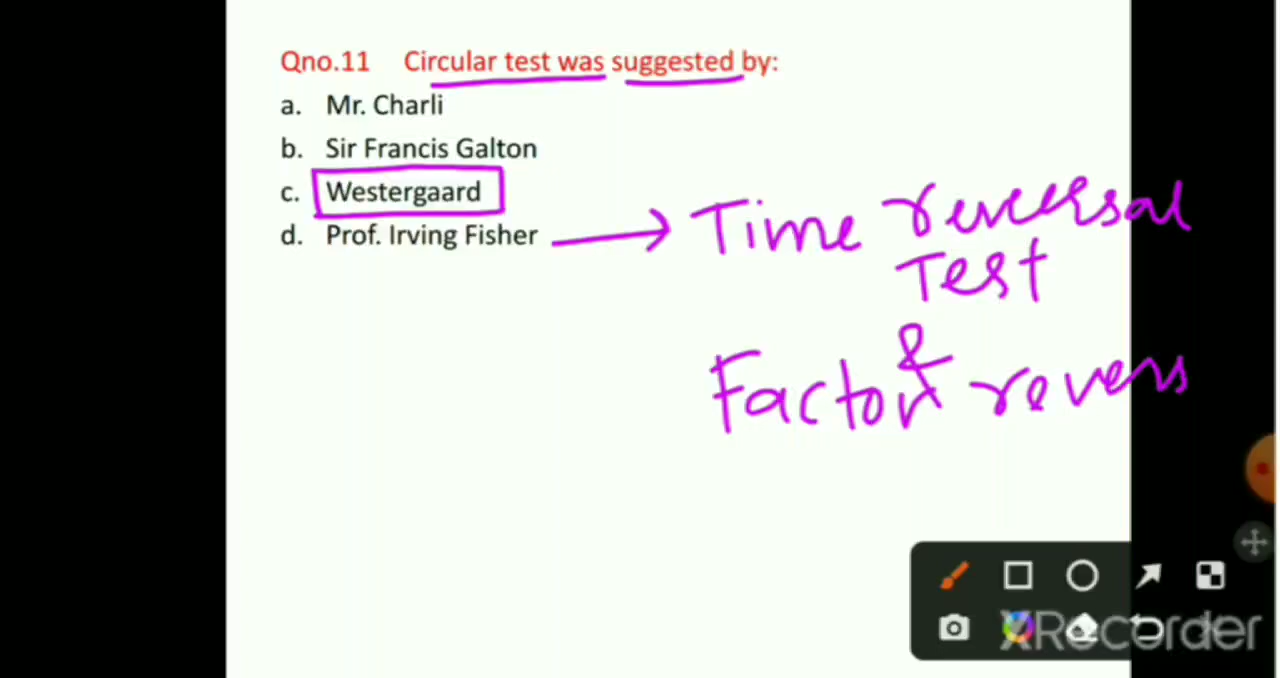 Qno.11 Circular test was suggested by:
a. Mr. Charli
b. Sir Francis Galton
c. Westergaard
d. Prof. Irving Fisher → Time reversal
Test
&
Factor revers
XRecorder